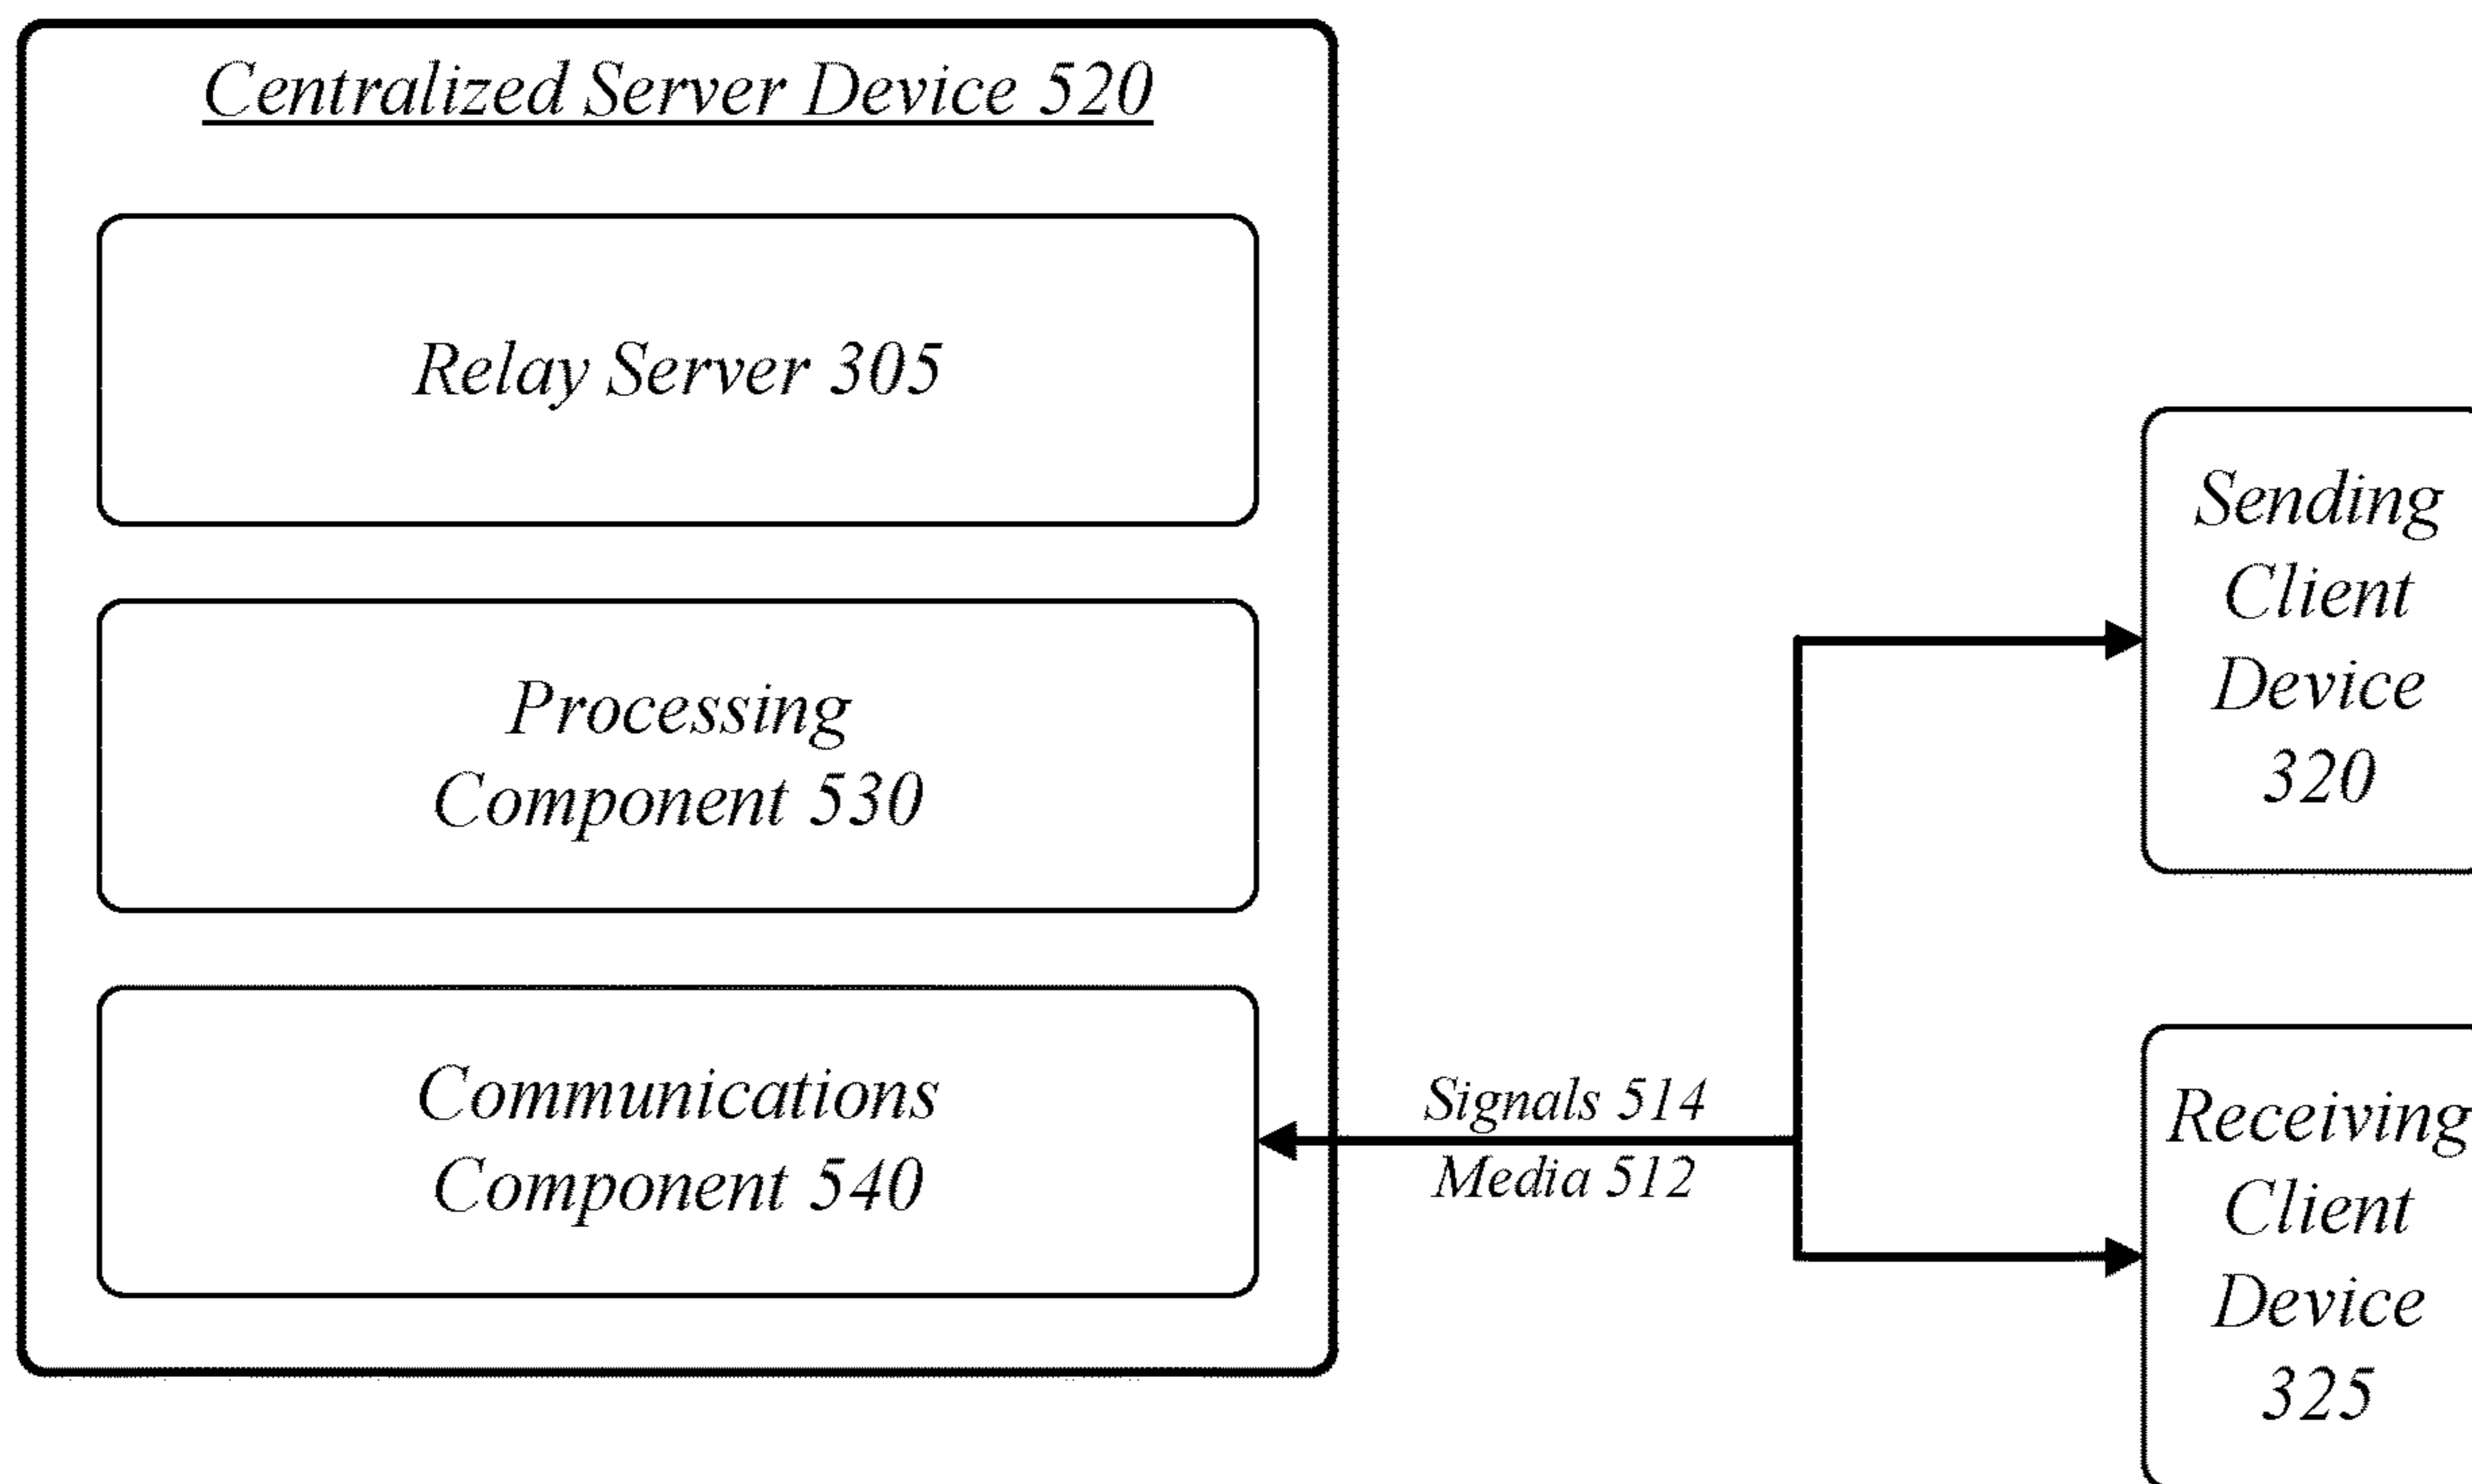 Centralized Server Device 520
Relay Server 305
Processing
Component 530
Communications
Component 540
Signals 514
Media 512
Sending
Client
Device
320
Receiving
Client
Device
325